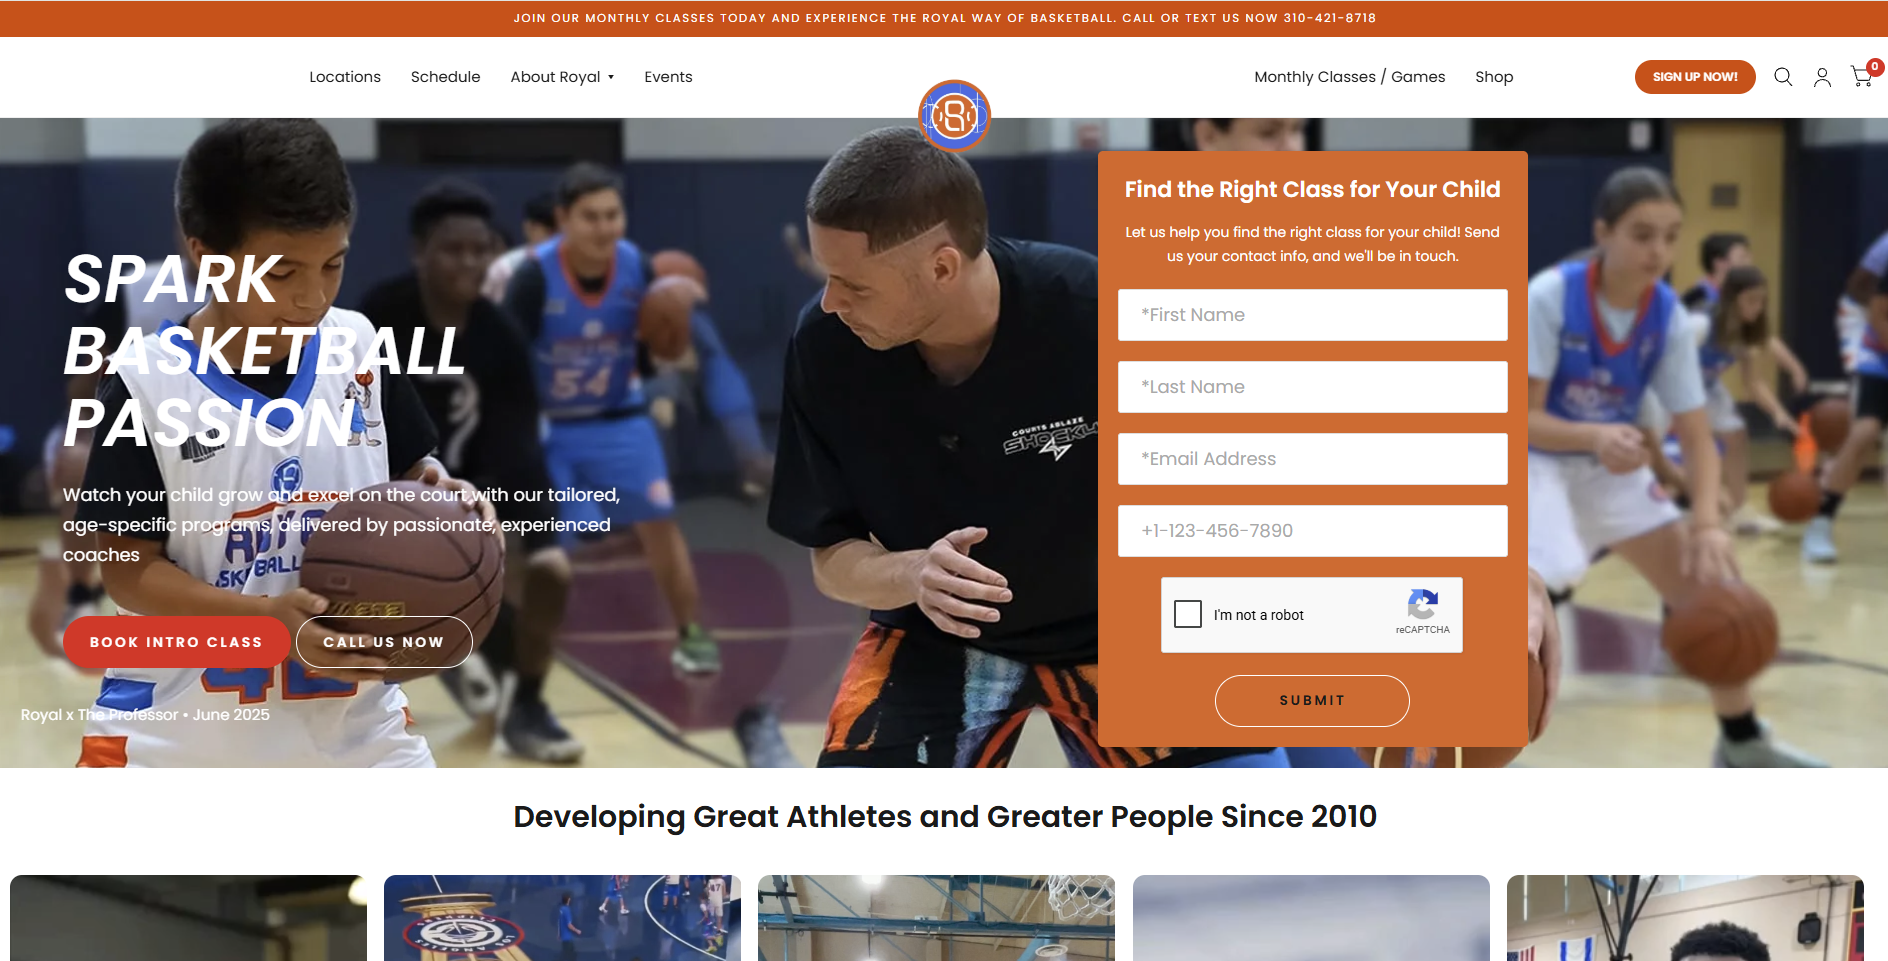 JOIN OUR MONTHLY CLASSES TODAY AND EXPERIENCE THE ROYAL WAY OF BASKETBALL. CALL OR TEXT US NOW 310-421-8718
Locations
Schedule
About Royal
Events
Monthly Classes / Games
Shop
SIGN UP NOW!
0
SPARK
BASKETBALL
PASSION
Watch your child grow and excel on the court with our tailored,
age-specific programs, delivered by passionate, experienced
coaches
BOOK INTRO CLASS
CALL US NOW
Royal x The Professor • June 2025
54
COURTS ABLAZE
Find the Right Class for Your Child
Let us help you find the right class for your child! Send
us your contact info, and we'll be in touch.
*First Name
*Last Name
*Email Address
+1-123-456-7890
I'm not a robot
reCAPTCHA
SUBMIT
Developing Great Athletes and Greater People Since 2010
LOS ANGELES